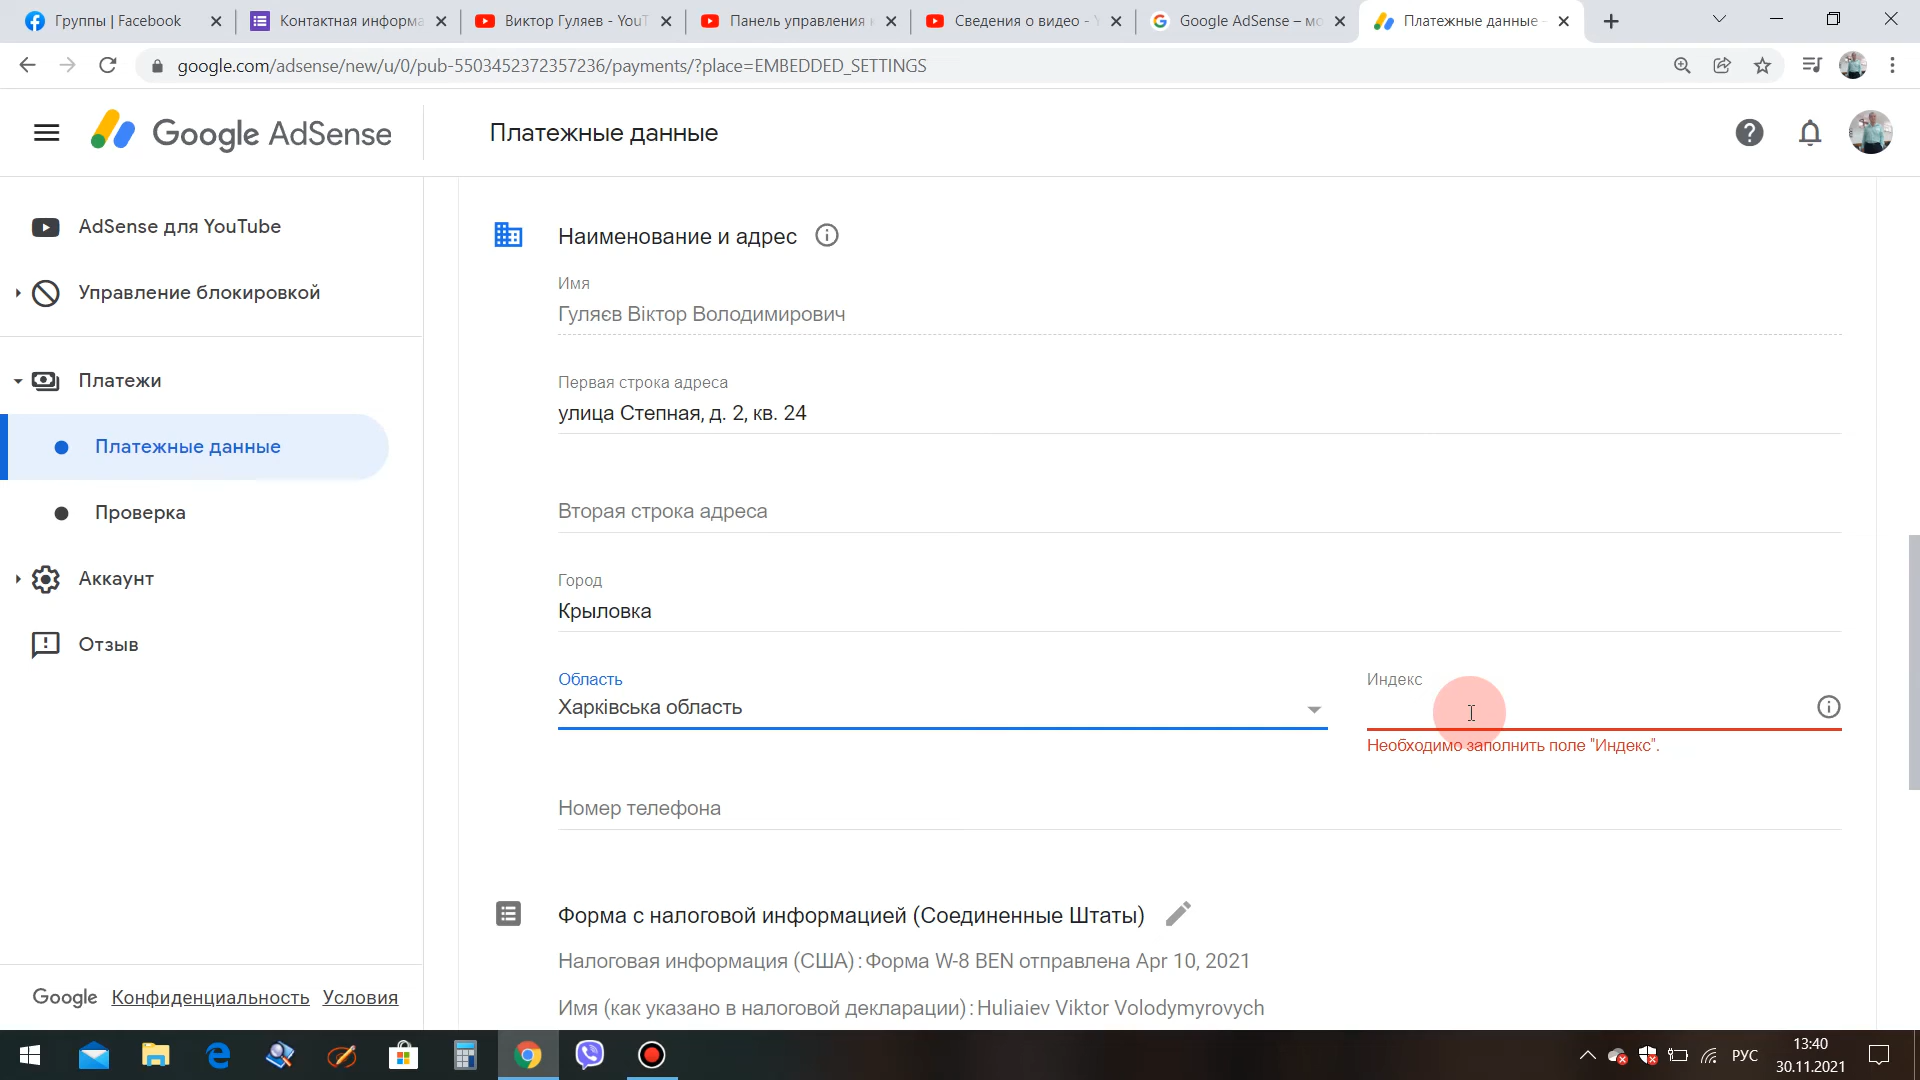 Группы | Facebook
Контактная информа
Виктор Гуляев - YouT
Панель управления
Сведения о видео - Y
Google AdSense – мо
Платежные данные -
google.com/adsense/new/u/0/pub-5503452372357236/payments/?place=EMBEDDED_SETTINGS
Google AdSense
Платежные данные
AdSense для YouTube
Управление блокировкой
Платежи
Платежные данные
Проверка
Аккаунт
Отзыв
Наименование и адрес
Имя
Гуляєв Віктор Володимирович
Первая строка адреса
улица Степная, д. 2, кв. 24
Вторая строка адреса
Город
Крыловка
Область
Харківська область
Индекс
Необходимо заполнить поле "Индекс".
Номер телефона
Форма с налоговой информацией (Соединенные Штаты)
Налоговая информация (США): Форма W-8 BEN отправлена Apr 10, 2021
Имя (как указано в налоговой декларации): Huliaiev Viktor Volodymyrovych
Google Конфиденциальность Условия
РУС
13:40
30.11.2021